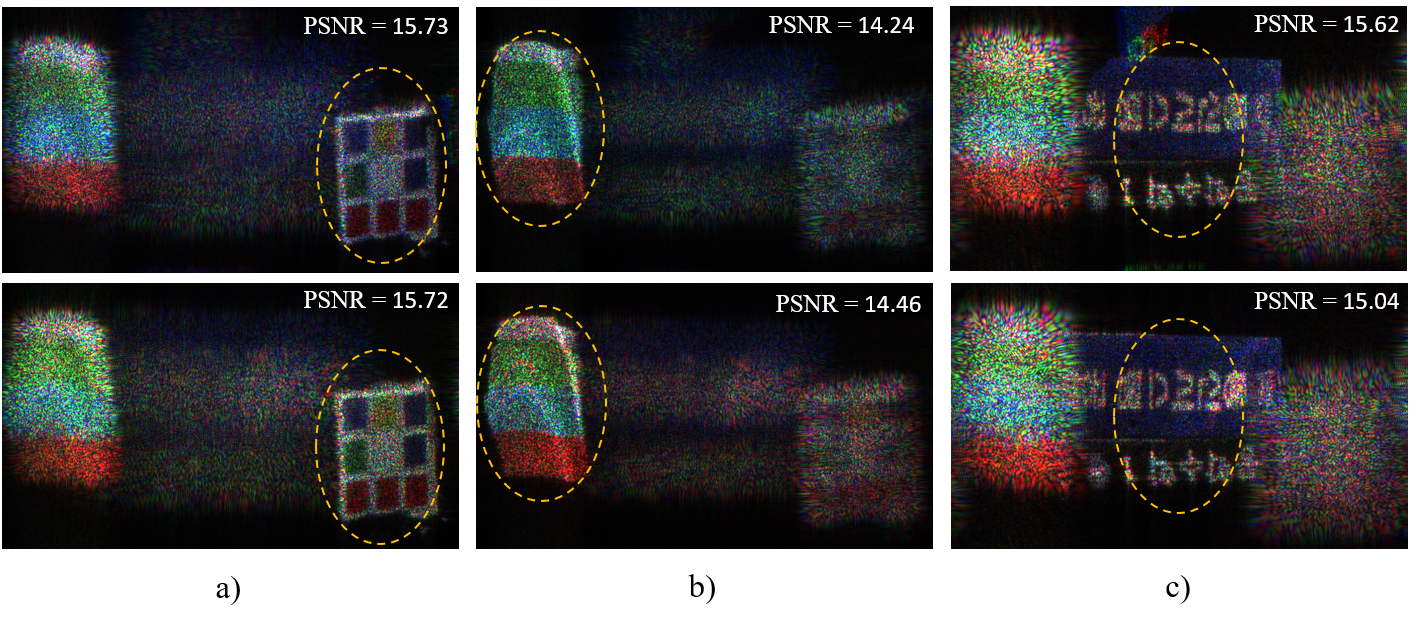 PSNR = 15.73
PSNR = 14.24
PSNR = 15.62
PSNR = 15.72
PSNR = 14.46
PSNR = 15.04
a)
b)
c)